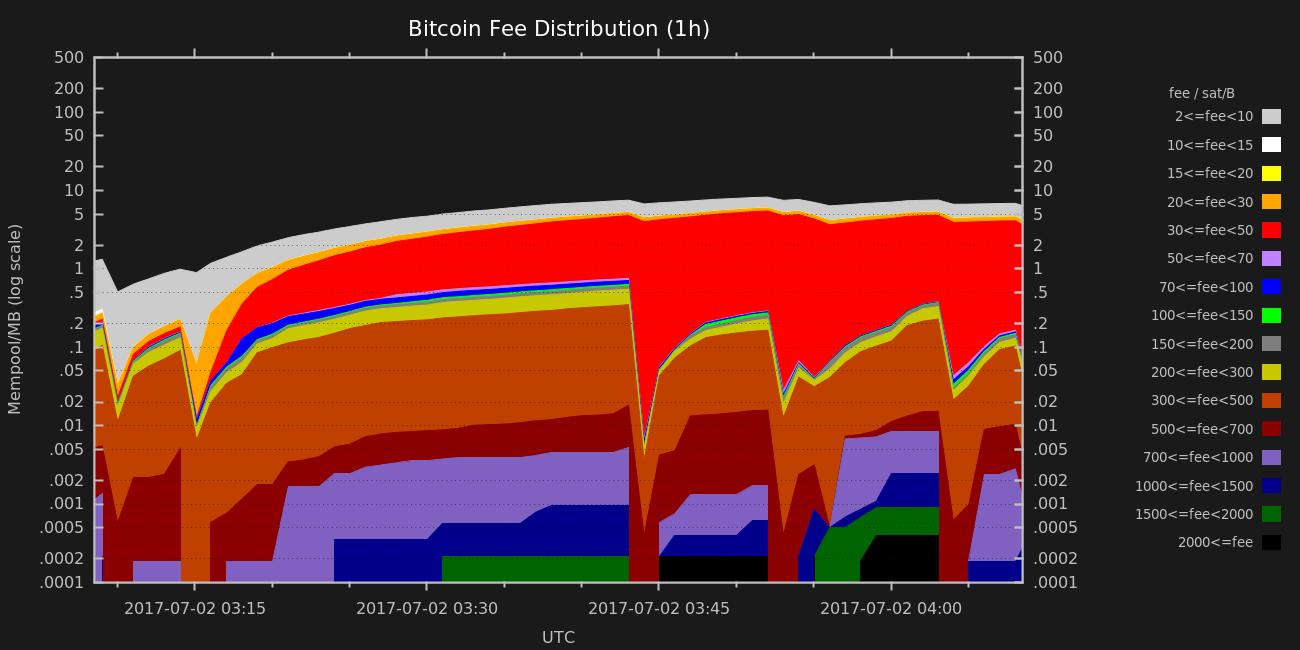 Bitcoin Fee Distribution (1h)
Mempool/MB (log scale)
500
200
100
50
20
10
5
2
1
.5
.2
.1
.05
.02
.01
.005
.002
.001
.0005
.0002
.0001
500
200
100
50
20
10
5
2
1
.5
.2
.1
.05
.02
.01
.005
.002
.001
.0005
.0002
.0001
2017-07-02 03:15
2017-07-02 03:30
2017-07-02 03:45
2017-07-02 04:00
UTC
fee / sat/B
2<=fee<10
10<=fee<15
15<=fee<20
20<=fee<30
30<=fee<50
50<=fee<70
70<=fee<100
100<=fee<150
150<=fee<200
200<=fee<300
300<=fee<500
500<=fee<700
700<=fee<1000
1000<=fee<1500
1500<=fee<2000
2000<=fee